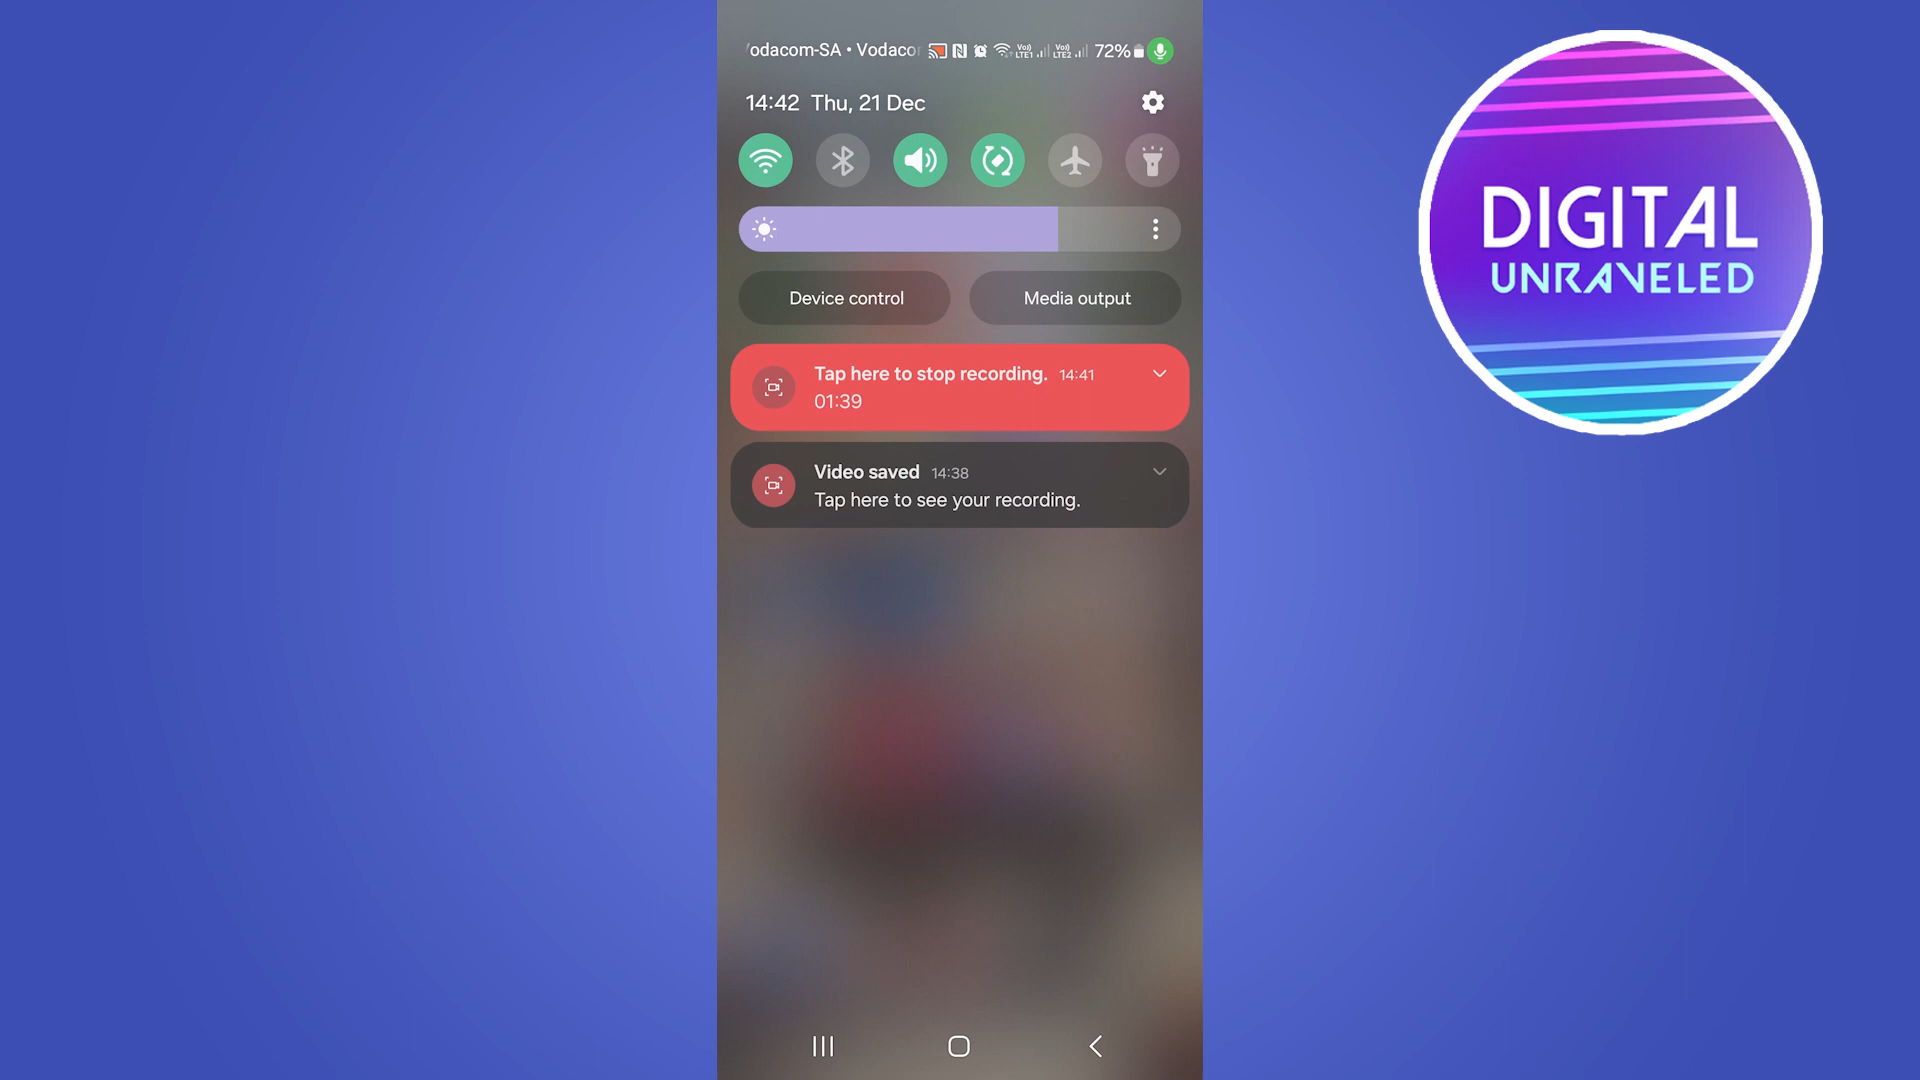 odacom-SA • Vodaco
72%
14:42 Thu, 21 Dec
Device control
Media output
Tap here to stop recording. 14:41
01:39
Video saved 14:38
Tap here to see your recording.
DIGITAL
UNRAVELED